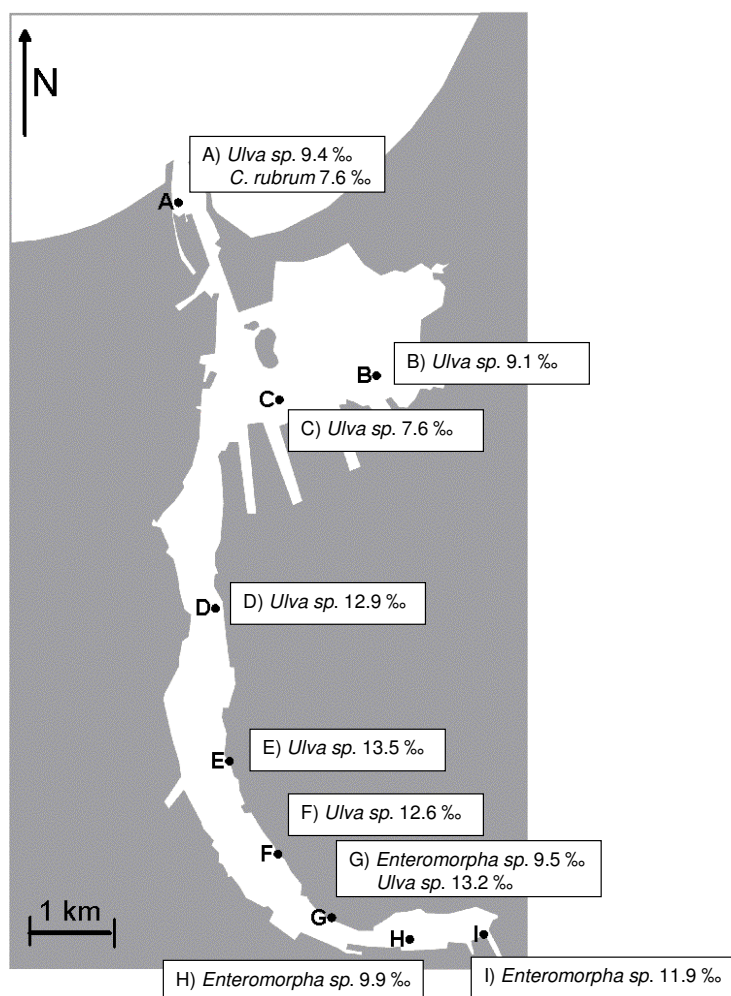 N
A) Ulva sp. 9.4 ‰
C. rubrum 7.6 ‰
A
B) Ulva sp. 9.1 ‰
B
C
C) Ulva sp. 7.6 ‰
D
D) Ulva sp. 12.9 ‰
E) Ulva sp. 13.5 ‰
E
F) Ulva sp. 12.6 ‰
F
G) Enteromorpha sp. 9.5 ‰
Ulva sp. 13.2 ‰
1 km
G
H
I
H) Enteromorpha sp. 9.9 ‰
I) Enteromorpha sp. 11.9 ‰